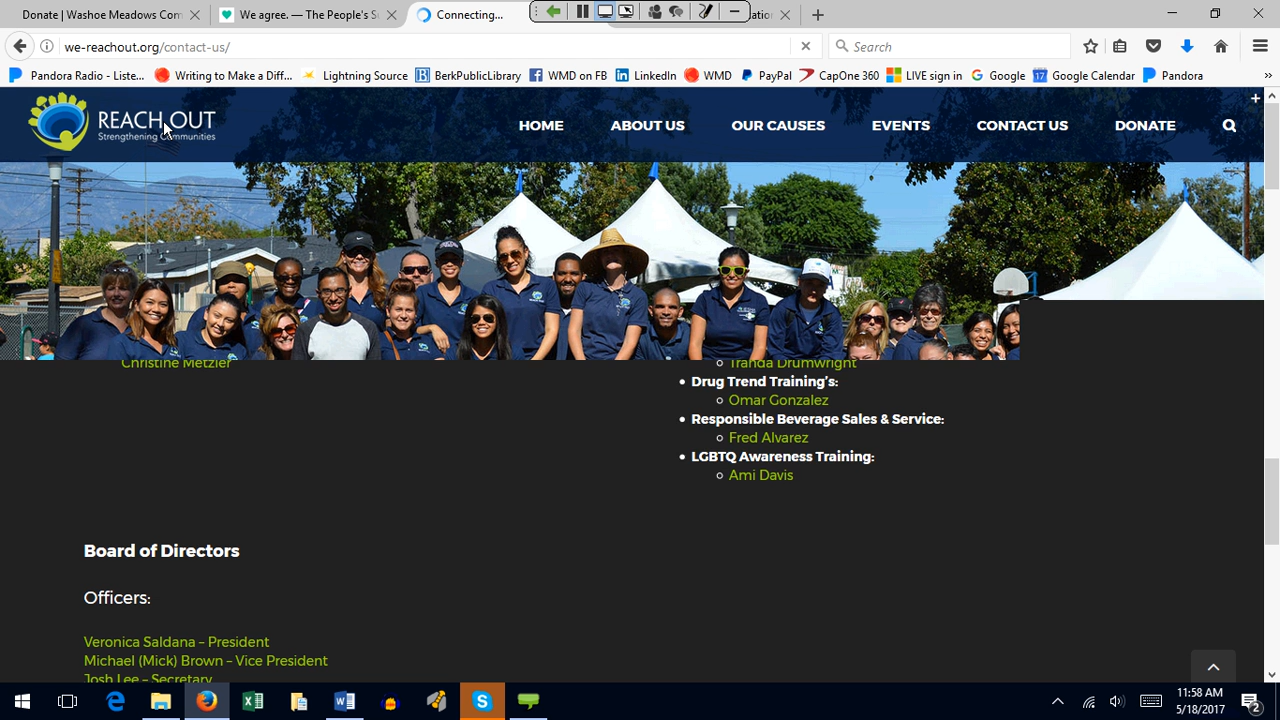 Donate | Washoe Meadows Com
We agree. — The People's S
Connecting...
we-reachout.org/contact-us/
Search
Pandora Radio - Liste...
Writing to Make a Diff...
Lightning Source
BerkPublicLibrary
WMD on FB
LinkedIn
WMD
PayPal
CapOne 360
LIVE sign in
Google
Google Calendar
Pandora
REACH OUT
Strengthening Communities
HOME
ABOUT US
OUR CAUSES
EVENTS
CONTACT US
DONATE
Christine Metzler
Tranda Drumwright
Drug Trend Training's:
Omar Gonzalez
Responsible Beverage Sales & Service:
Fred Alvarez
LGBTQ Awareness Training:
Ami Davis
Board of Directors
Officers:
Veronica Saldana – President
Michael (Mick) Brown – Vice President
Josh Lee – Secretary
11:58 AM
5/18/2017
2